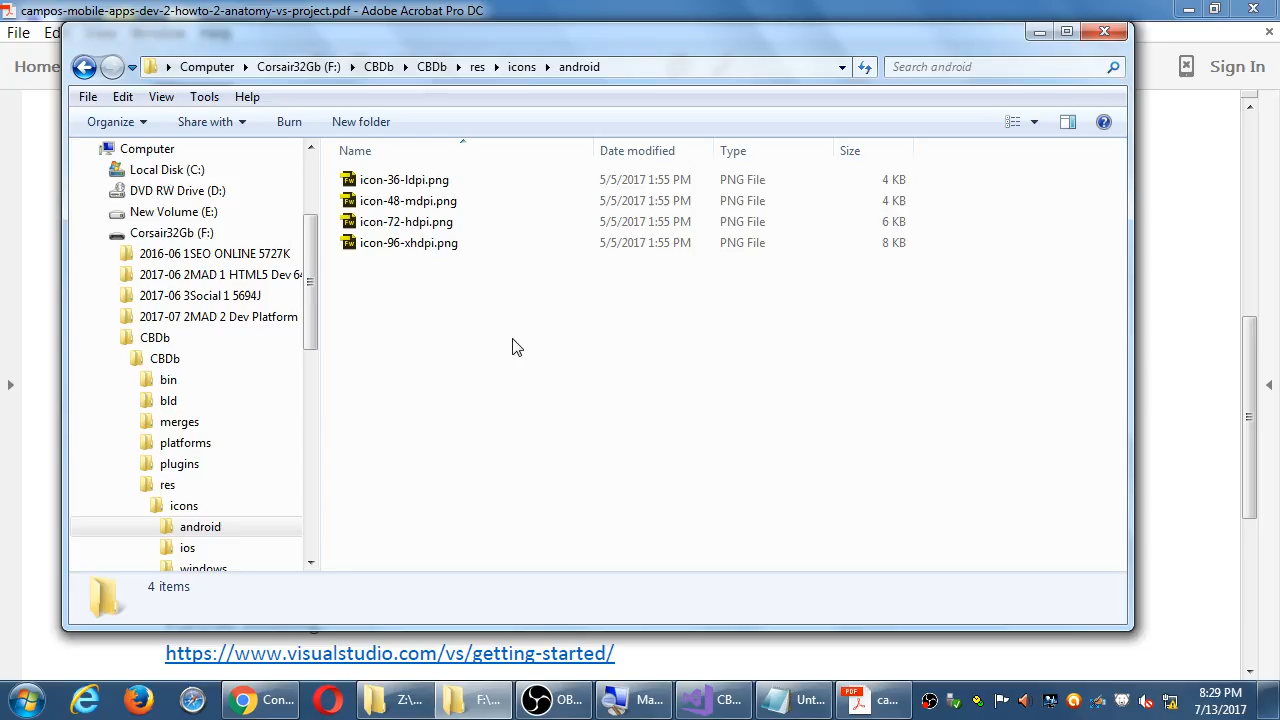 campos-mobile-apps-dev-2-howto-2-anatomy-vs-project.pdf - Adobe Acrobat Pro DC
File Ed View Window Help
Home
Sign In
Computer Corsair32Gb (F:) CBDb CBDb res icons android
Search android
File Edit View Tools Help
Organize Share with Burn New folder
Name Date modified Type Size
Computer
Local Disk (C:)
DVD RW Drive (D:)
New Volume (E:)
Corsair32Gb (F:)
2016-06 1SEO ONLINE 5727K
2017-06 2MAD 1 HTML5 Dev 64
2017-06 3Social 1 5694J
2017-07 2MAD 2 Dev Platform
CBDb
CBDb
bin
bld
merges
platforms
plugins
res
icons
android
ios
windows
icon-36-ldpi.png 5/5/2017 1:55 PM PNG File 4 KB
icon-48-mdpi.png 5/5/2017 1:55 PM PNG File 4 KB
icon-72-hdpi.png 5/5/2017 1:55 PM PNG File 6 KB
icon-96-xhdpi.png 5/5/2017 1:55 PM PNG File 8 KB
4 items
https://www.visualstudio.com/vs/getting-started/
Con... Z:\... F:\... OB... Ma... CB... Unt... ca...
8:29 PM
7/13/2017